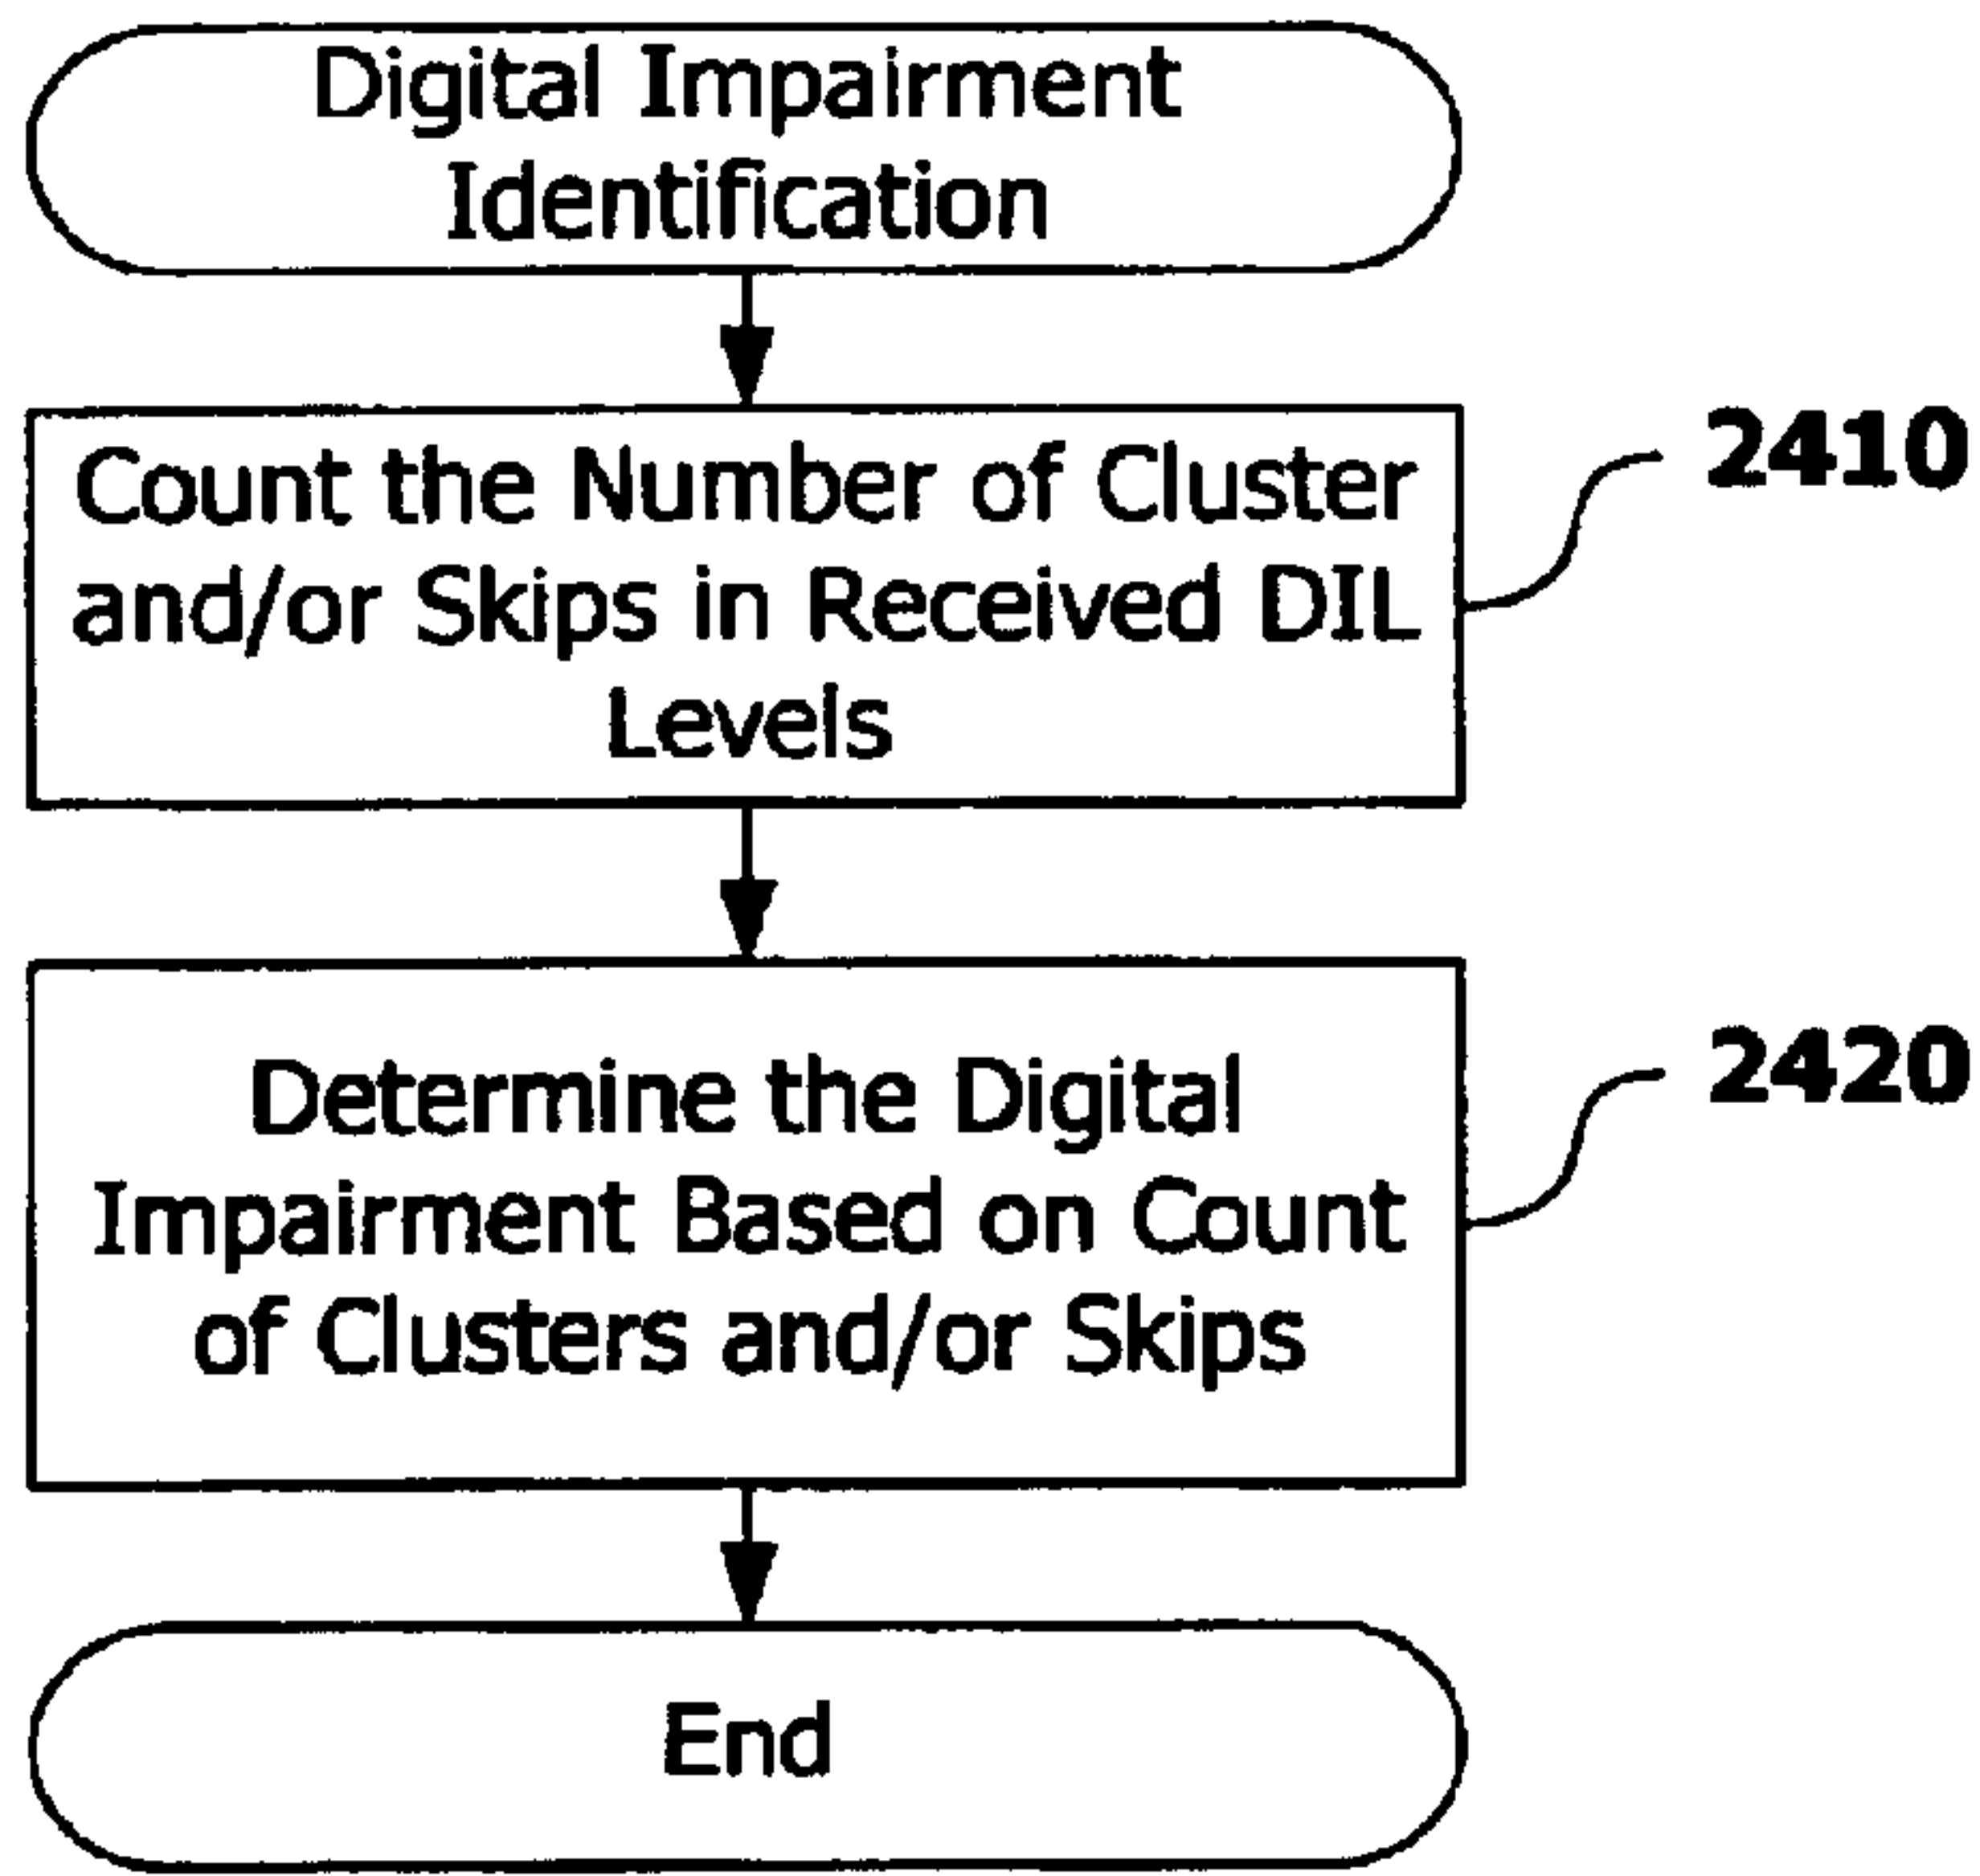 Digital Impairment
Identification
Count the Number of Cluster
and/or Skips in Received DIL
Levels
2410
Determine the Digital
Impairment Based on Count
of Clusters and/or Skips
2420
End